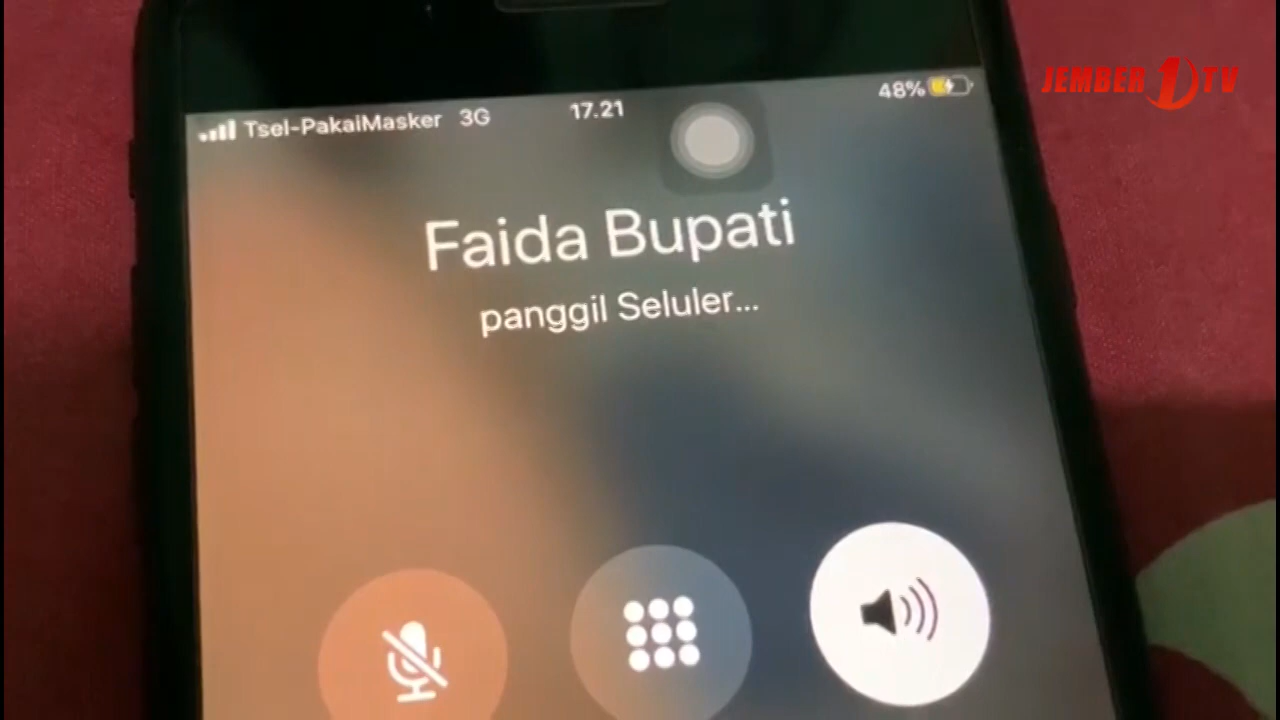 JEMBER 1 TV
Tsel-PakaiMasker 3G 17.21 48%
Faida Bupati
panggil Seluler...